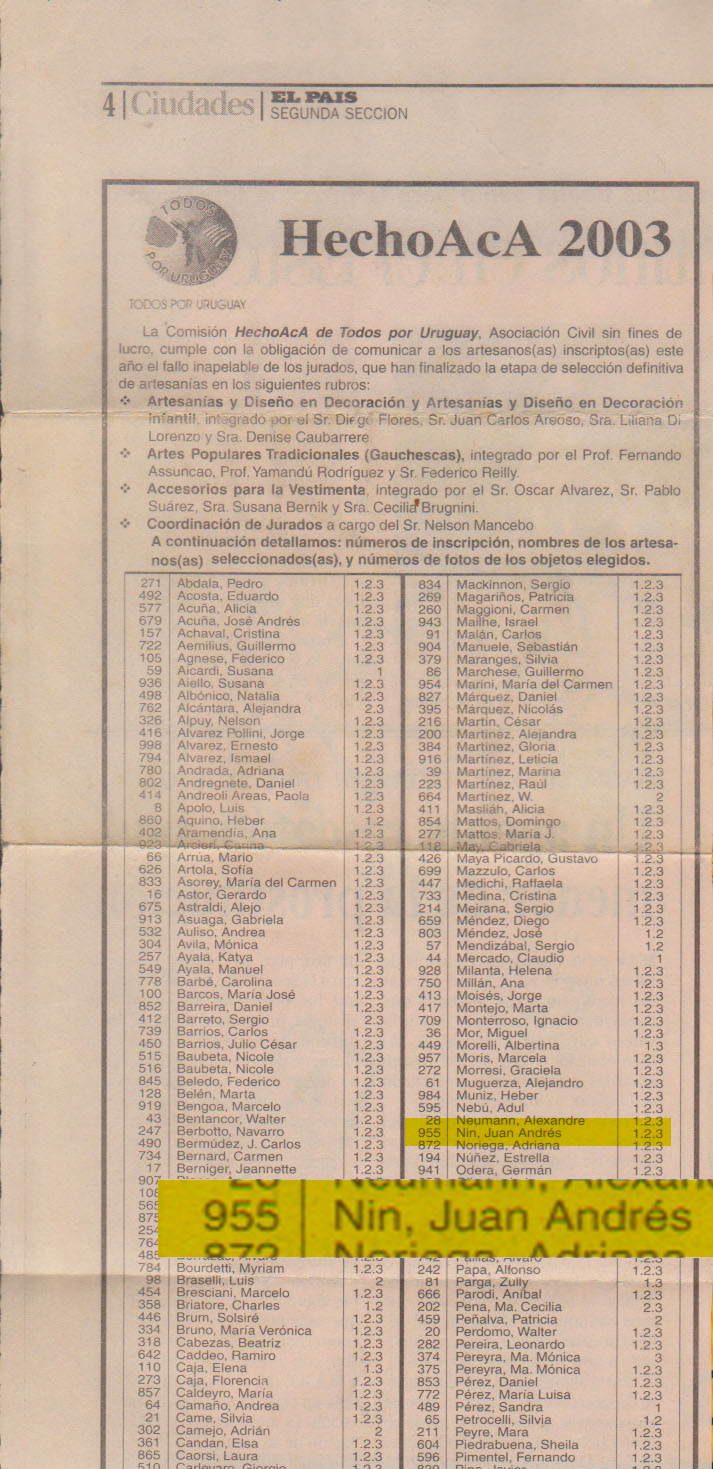 4 | Ciudades | EL PAIS
SEGUNDA SECCION
TODOS POR URUGUAY
HechoAcA 2003
TODOS POR URUGUAY
La Comisión HechoAcA de Todos por Uruguay, Asociación Civil sin fines de
lucro, cumple con la obligación de comunicar a los artesanos(as) inscriptos(as) este
año el fallo inapelable de los jurados, que han finalizado la etapa de selección definitiva
de artesanías en los siguientes rubros:
❖ Artesanías y Diseño en Decoración y Artesanías y Diseño en Decoración
Infantil, integrado por el Sr. Diego Flores, Sr. Juan Carlos Areoso, Sra. Liliana Di
Lorenzo y Sra. Denise Caubarrere.
❖ Artes Populares Tradicionales (Gauchescas), integrado por el Prof. Fernando
Assuncao, Prof. Yamandú Rodríguez y Sr. Federico Reilly.
❖ Accesorios para la Vestimenta, integrado por el Sr. Oscar Alvarez, Sr. Pablo
Suárez, Sra. Susana Bernik y Sra. Cecilia Brugnini.
❖ Coordinación de Jurados a cargo del Sr. Nelson Mancebo
A continuación detallamos: números de inscripción, nombres de los artesa-
nos(as) seleccionados(as), y números de fotos de los objetos elegidos.
271 Abdala, Pedro 1.2.3
492 Acosta, Eduardo 1.2.3
577 Acuña, Alicia 1.2.3
679 Acuña, José Andrés 1.2.3
157 Achaval, Cristina 1.2.3
722 Aemilius, Guillermo 1.2.3
105 Agnese, Federico 1.2.3
59 Aicardi, Susana 1
936 Aiello, Susana 1.2.3
498 Albónico, Natalia 1.2.3
762 Alcántara, Alejandra 2.3
326 Alpuy, Nelson 1.2.3
416 Alvarez Pollini, Jorge 1.2.3
998 Alvarez, Ernesto 1.2.3
794 Alvarez, Ismael 1.2.3
780 Andrada, Adriana 1.2.3
802 Andregnete, Daniel 1.2.3
414 Andreoli Areas, Paola 1.2.3
8 Apolo, Luis 1.2.3
860 Aquino, Heber 1.2
402 Aramendía, Ana 1.2.3
923 Arcieri, Carina 1.2.3
66 Arrúa, Mario 1.2.3
626 Artola, Sofía 1.2.3
833 Asorey, María del Carmen 1.2.3
16 Astor, Gerardo 1.2.3
675 Astraldi, Alejo 1.2.3
913 Asuaga, Gabriela 1.2.3
532 Auliso, Andrea 1.2.3
304 Avila, Mónica 1.2.3
257 Ayala, Katya 1.2.3
549 Ayala, Manuel 1.2.3
778 Barbé, Carolina 1.2.3
100 Barcos, María José 1.2.3
852 Barreira, Daniel 1.2.3
412 Barreto, Sergio 2.3
739 Barrios, Carlos 1.2.3
450 Barrios, Julio César 1.2.3
515 Baubeta, Nicole 1.2.3
516 Baubeta, Nicole 1.2.3
845 Beledo, Federico 1.2.3
128 Belén, Marta 1.2.3
919 Bengoa, Marcelo 1.2.3
43 Bentancor, Walter 1.2.3
247 Berbotto, Navarro 1.2.3
490 Bermúdez, J. Carlos 1.2.3
734 Bernard, Carmen 1.2.3
17 Berniger, Jeannette 1.2.3
907
108
565
875
254
764
485
784 Bourdetti, Myriam 1.2.3
98 Braselli, Luis 2
454 Bresciani, Marcelo 1.2.3
358 Briatore, Charles 1.2
446 Brum, Solsiré 1.2.3
334 Bruno, María Verónica 1.2.3
318 Cabezas, Beatriz 1.2.3
642 Caddeo, Ramiro 1.2.3
110 Caja, Elena 1.3
273 Caja, Florencia 1.2.3
857 Caldeyro, María 1.2.3
64 Camaño, Andrea 1.2.3
21 Came, Silvia 1.2.3
302 Camejo, Adrián 2
361 Candan, Elsa 1.2.3
865 Caorsi, Laura 1.2.3
510 Carlevaro, Giorgio 1.2.3
834 Mackinnon, Sergio 1.2.3
269 Magariños, Patricia 1.2.3
260 Maggioni, Carmen 1.2.3
943 Mailhe, Israel 1.2.3
91 Malán, Carlos 1.2.3
904 Manuele, Sebastián 1.2.3
379 Maranges, Silvia 1.2.3
86 Marchese, Guillermo 1.2.3
954 Marini, María del Carmen 1.2.3
827 Márquez, Daniel 1.2.3
395 Márquez, Nicolás 1.2.3
216 Martín, César 1.2.3
200 Martínez, Alejandra 1.2.3
384 Martínez, Gloria 1.2.3
916 Martínez, Leticia 1.2.3
39 Martínez, Marina 1.2.3
223 Martínez, Raúl 1.2.3
664 Martínez, W. 2
411 Masliáh, Alicia 1.2.3
854 Mattos, Domingo 1.2.3
277 Mattos, María J. 1.2.3
118 May, Gabriela 1.2.3
426 Maya Picardo, Gustavo 1.2.3
699 Mazzulo, Carlos 1.2.3
447 Medichi, Raffaela 1.2.3
733 Medina, Cristina 1.2.3
214 Meirana, Sergio 1.2.3
659 Méndez, Diego 1.2.3
803 Méndez, José 1.2
57 Mendizábal, Sergio 1.2
44 Mercado, Claudio 1
928 Milanta, Helena 1.2.3
750 Millán, Ana 1.2.3
413 Moisés, Jorge 1.2.3
417 Montejo, Marta 1.2.3
709 Monterroso, Ignacio 1.2.3
36 Mor, Miguel 1.2.3
449 Morelli, Albertina 1.3
957 Moris, Marcela 1.2.3
272 Morresi, Graciela 1.2.3
61 Muguerza, Alejandro 1.2.3
984 Muniz, Heber 1.2.3
595 Nebú, Adul 1.2.3
28 Neumann, Alexandre 1.2.3
955 Nin, Juan Andrés 1.2.3
872 Noriega, Adriana 1.2.3
194 Núñez, Estrella 1.2.3
941 Odera, Germán 1.2.3
955 Nin, Juan Andrés
242 Papa, Alfonso 1.2.3
81 Parga, Zully 1.3
666 Parodi, Aníbal 1.2.3
202 Pena, Ma. Cecilia 2.3
459 Peñalva, Patricia 2
20 Perdomo, Walter 1.2.3
282 Pereira, Leonardo 1.2.3
374 Pereyra, Ma. Mónica 3
375 Pereyra, Ma. Mónica 1.2.3
853 Pérez, Daniel 1.2.3
772 Pérez, María Luisa 1.2.3
489 Pérez, Sandra 1
65 Petrocelli, Silvia 1.2
211 Peyre, Mara 1.2.3
604 Piedrabuena, Sheila 1.2.3
596 Pimentel, Fernando 1.2.3